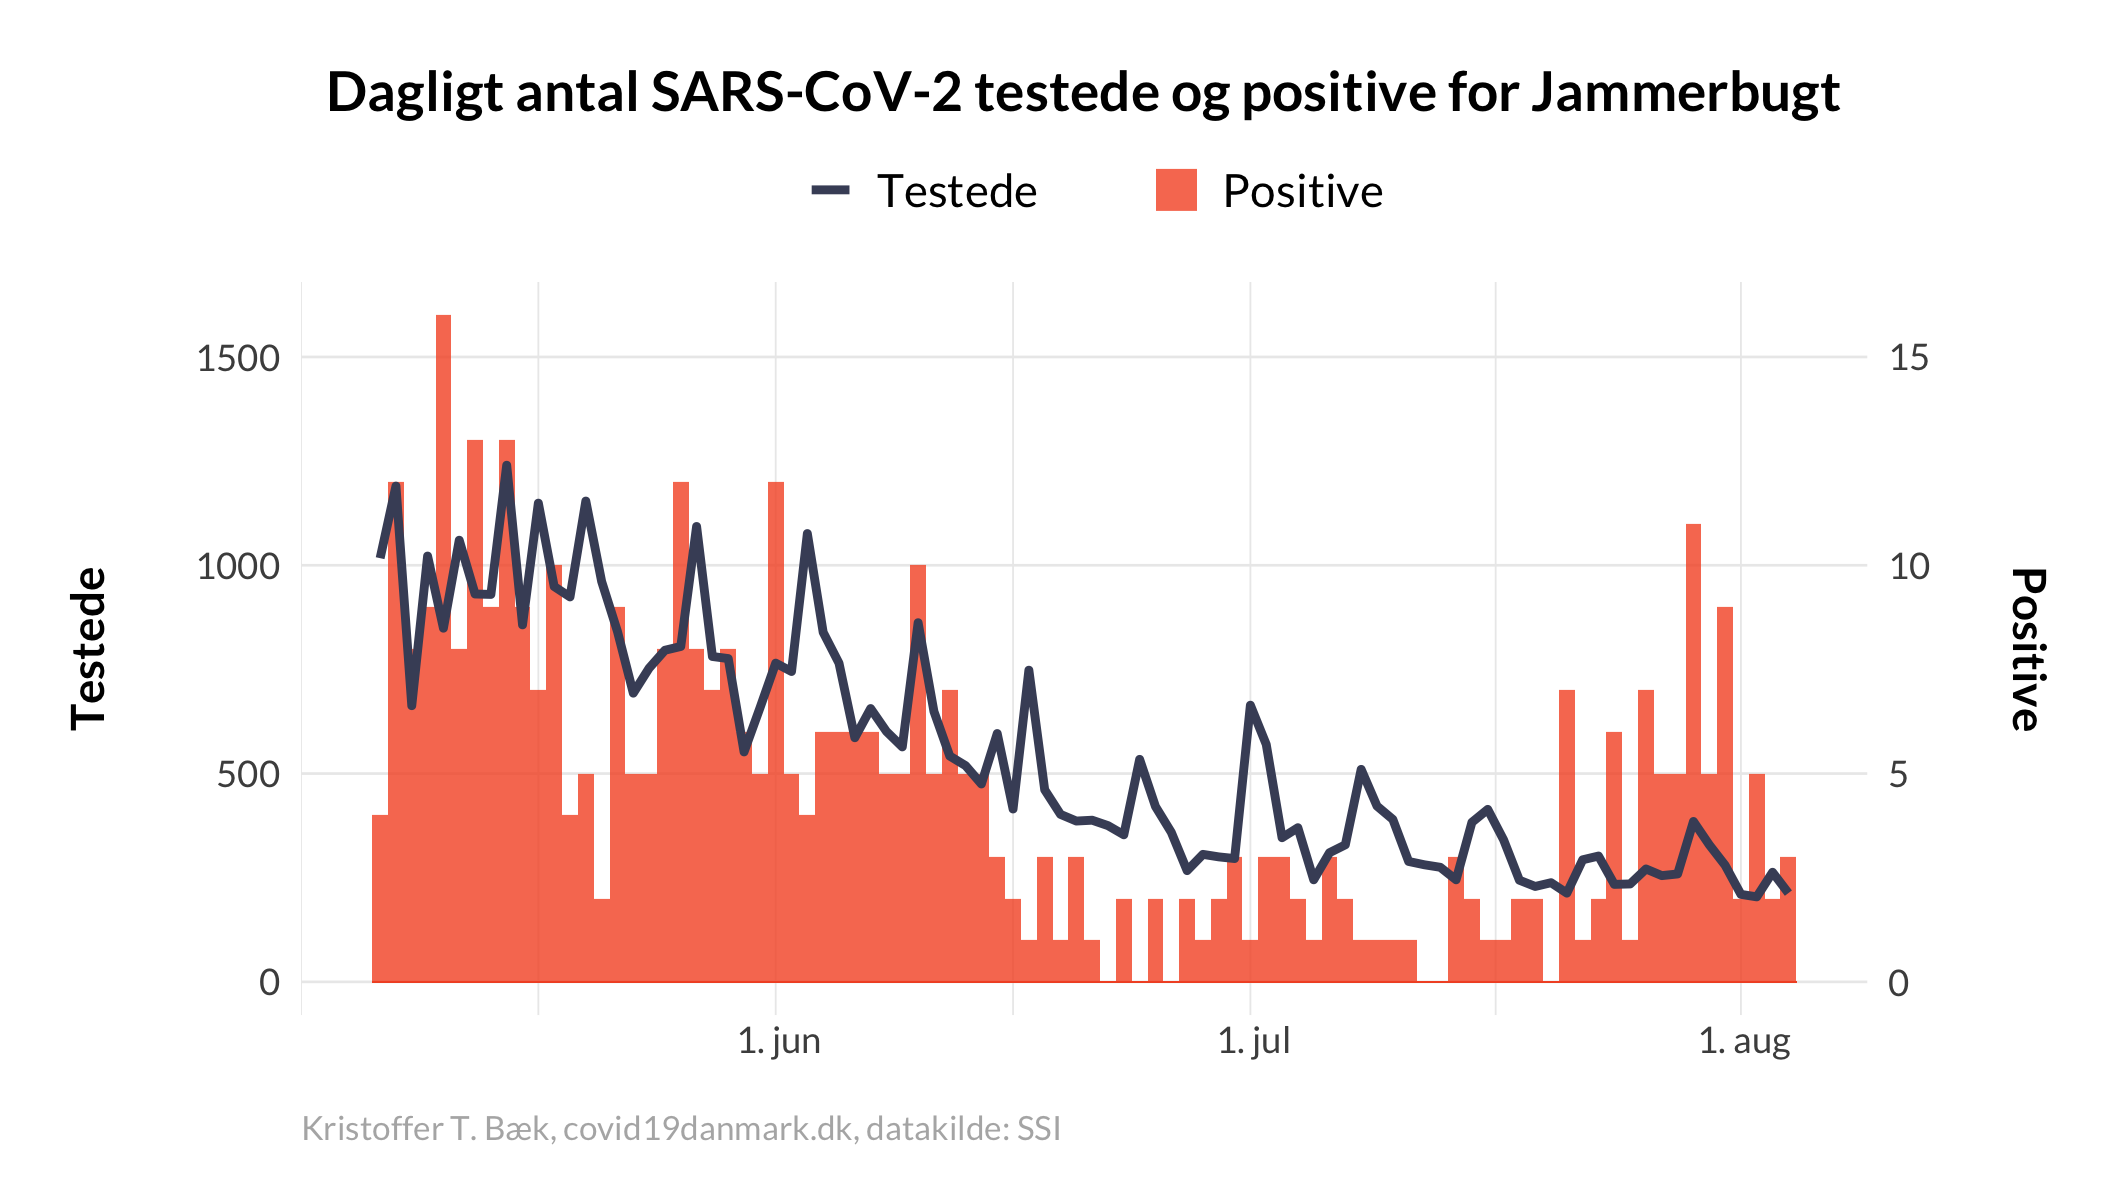 Dagligt antal SARS-CoV-2 testede og positive for Jammerbugt
Testede
Positive
1500
1000
500
0
15
10
5
0
Testede
Positive
1. jun
1. jul
1. aug
Kristoffer T. Bæk, covid19danmark.dk, datakilde: SSI